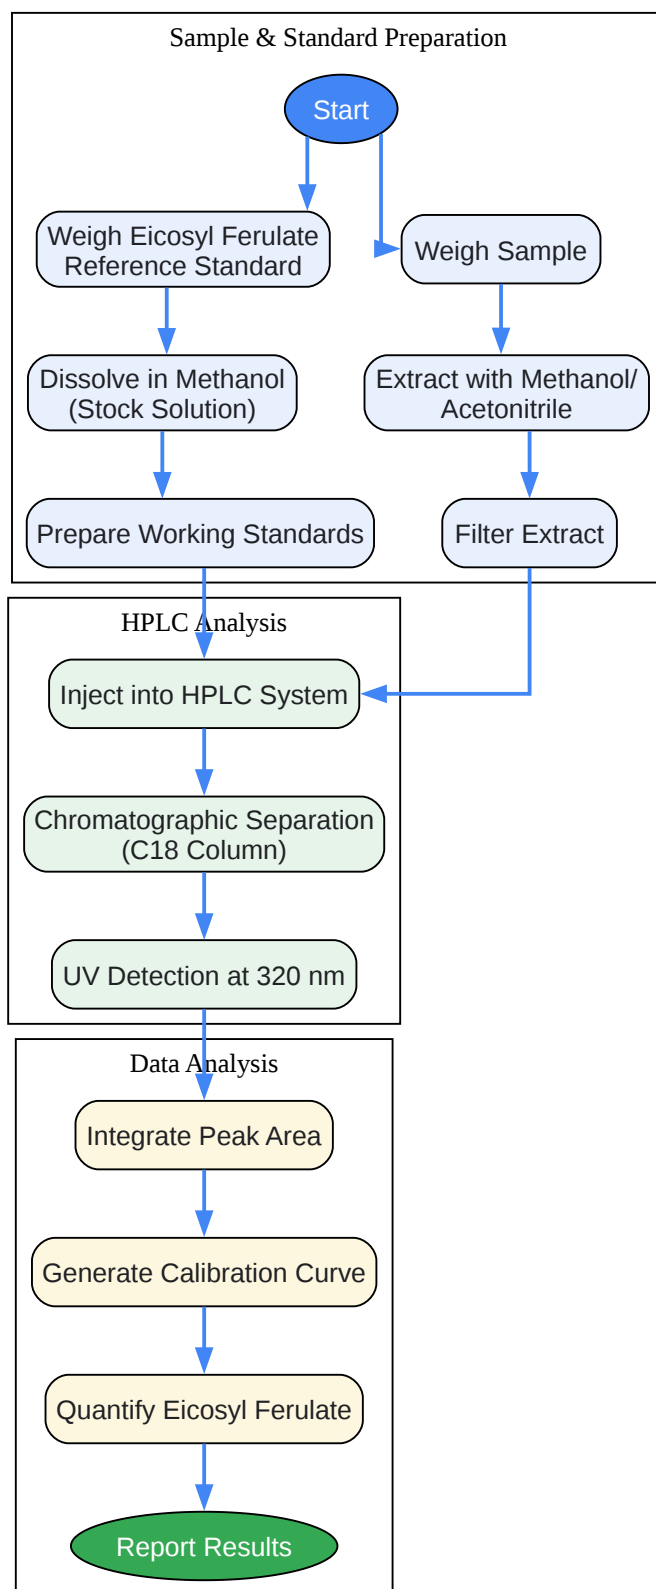 Sample & Standard Preparation
Start
Weigh Eicosyl Ferulate
Reference Standard
Weigh Sample
Dissolve in Methanol
(Stock Solution)
Extract with Methanol/
Acetonitrile
Prepare Working Standards
Filter Extract
HPLC Analysis
Inject into HPLC System
Chromatographic Separation
(C18 Column)
UV Detection at 320 nm
Data Analysis
Integrate Peak Area
Generate Calibration Curve
Quantify Eicosyl Ferulate
Report Results